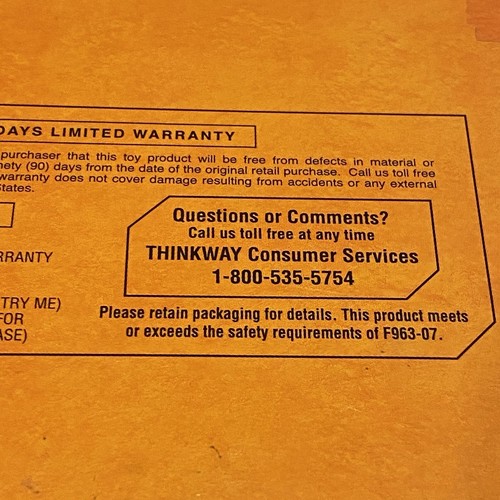 DAYS LIMITED WARRANTY
purchaser that this toy product will be free from defects in material or
(90) days from the date of the original retail purchase. Call us toll free
warranty does not cover damage resulting from accidents or any external
States.
Questions or Comments?
Call us toll free at any time
THINKWAY Consumer Services
1-800-535-5754
RRANTY
TRY ME)
FOR
ASE)
Please retain packaging for details. This product meets
or exceeds the safety requirements of F963-07.